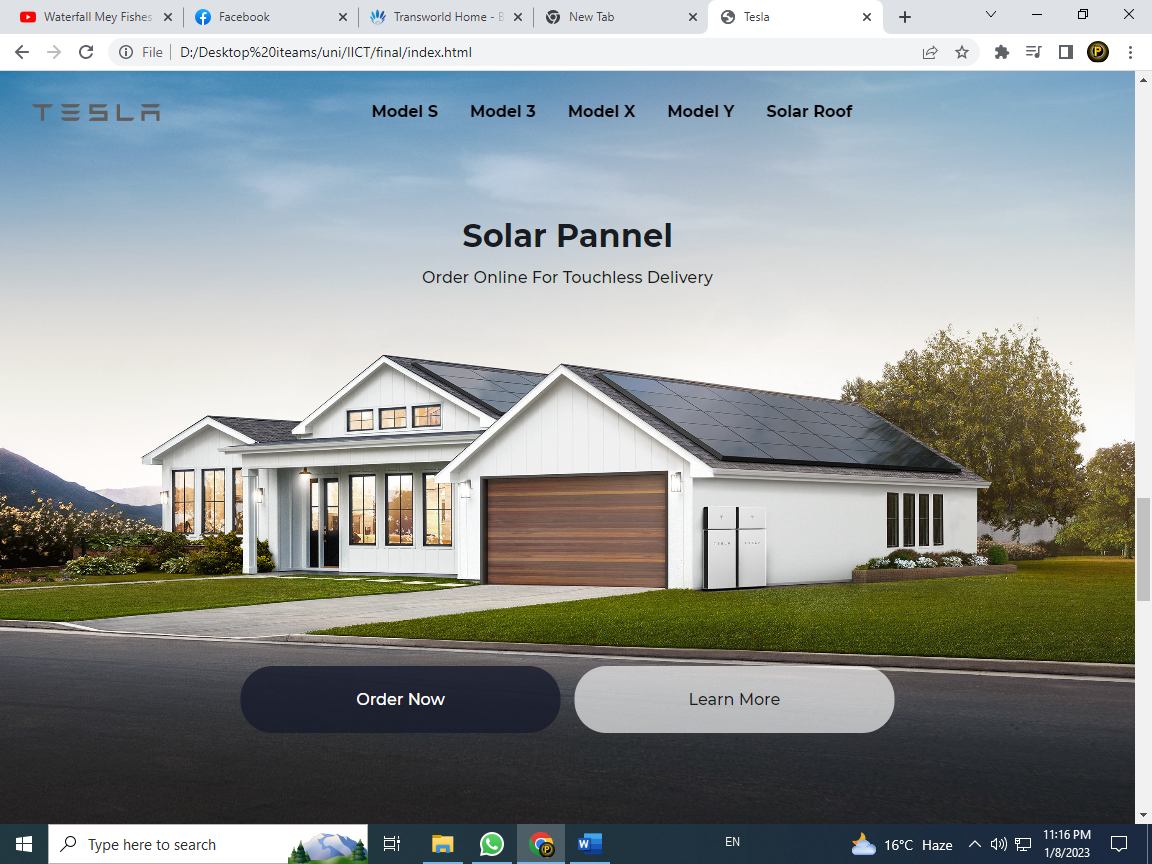 Waterfall Mey Fishes
Facebook
Transworld Home - B
New Tab
Tesla
File
D:/Desktop%20iteams/uni/IICT/final/index.html
TESLA
Model S
Model 3
Model X
Model Y
Solar Roof
Solar Pannel
Order Online For Touchless Delivery
Order Now
Learn More
Type here to search
EN
16°C Haze
11:16 PM
1/8/2023